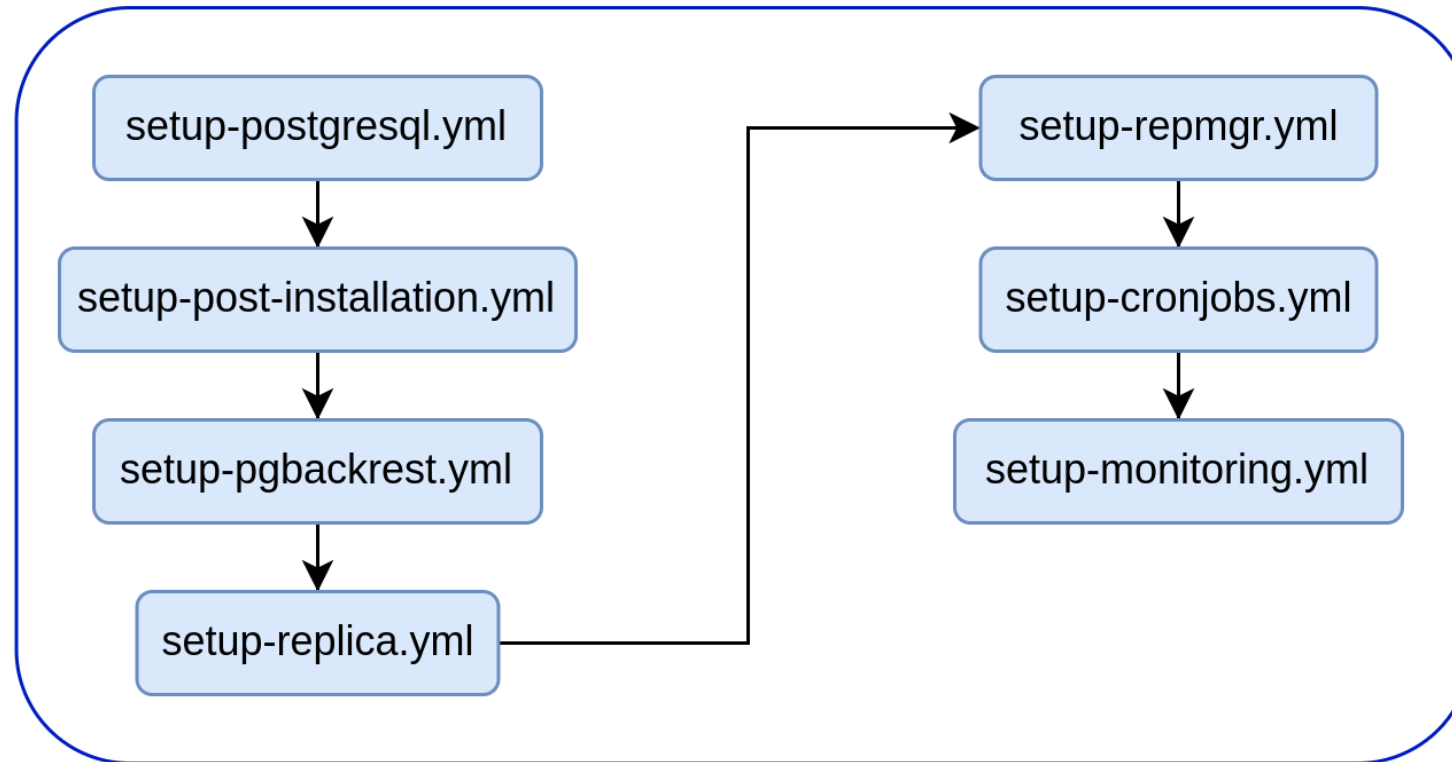 setup-postgresql.yml
setup-post-installation.yml
setup-pgbackrest.yml
setup-replica.yml
setup-repmgr.yml
setup-cronjobs.yml
setup-monitoring.yml